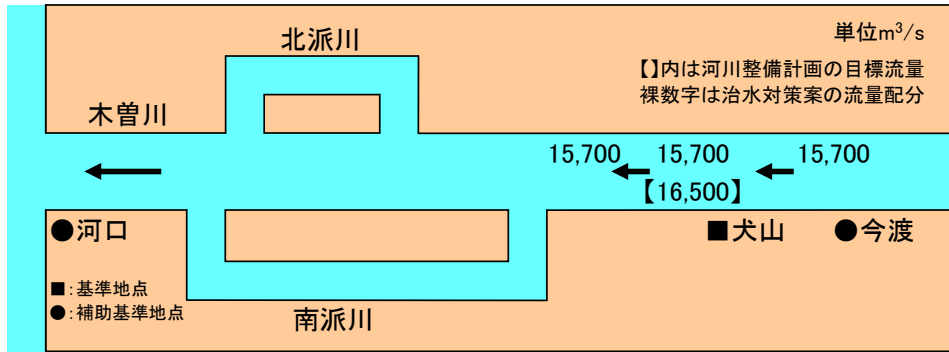 北派川
単位m³/s
【】内は河川整備計画の目標流量
裸数字は治水対策案の流量配分
木曽川
15,700 15,700 15,700
【16,500】
●河口
■犬山
●今渡
■:基準地点
●:補助基準地点
南派川